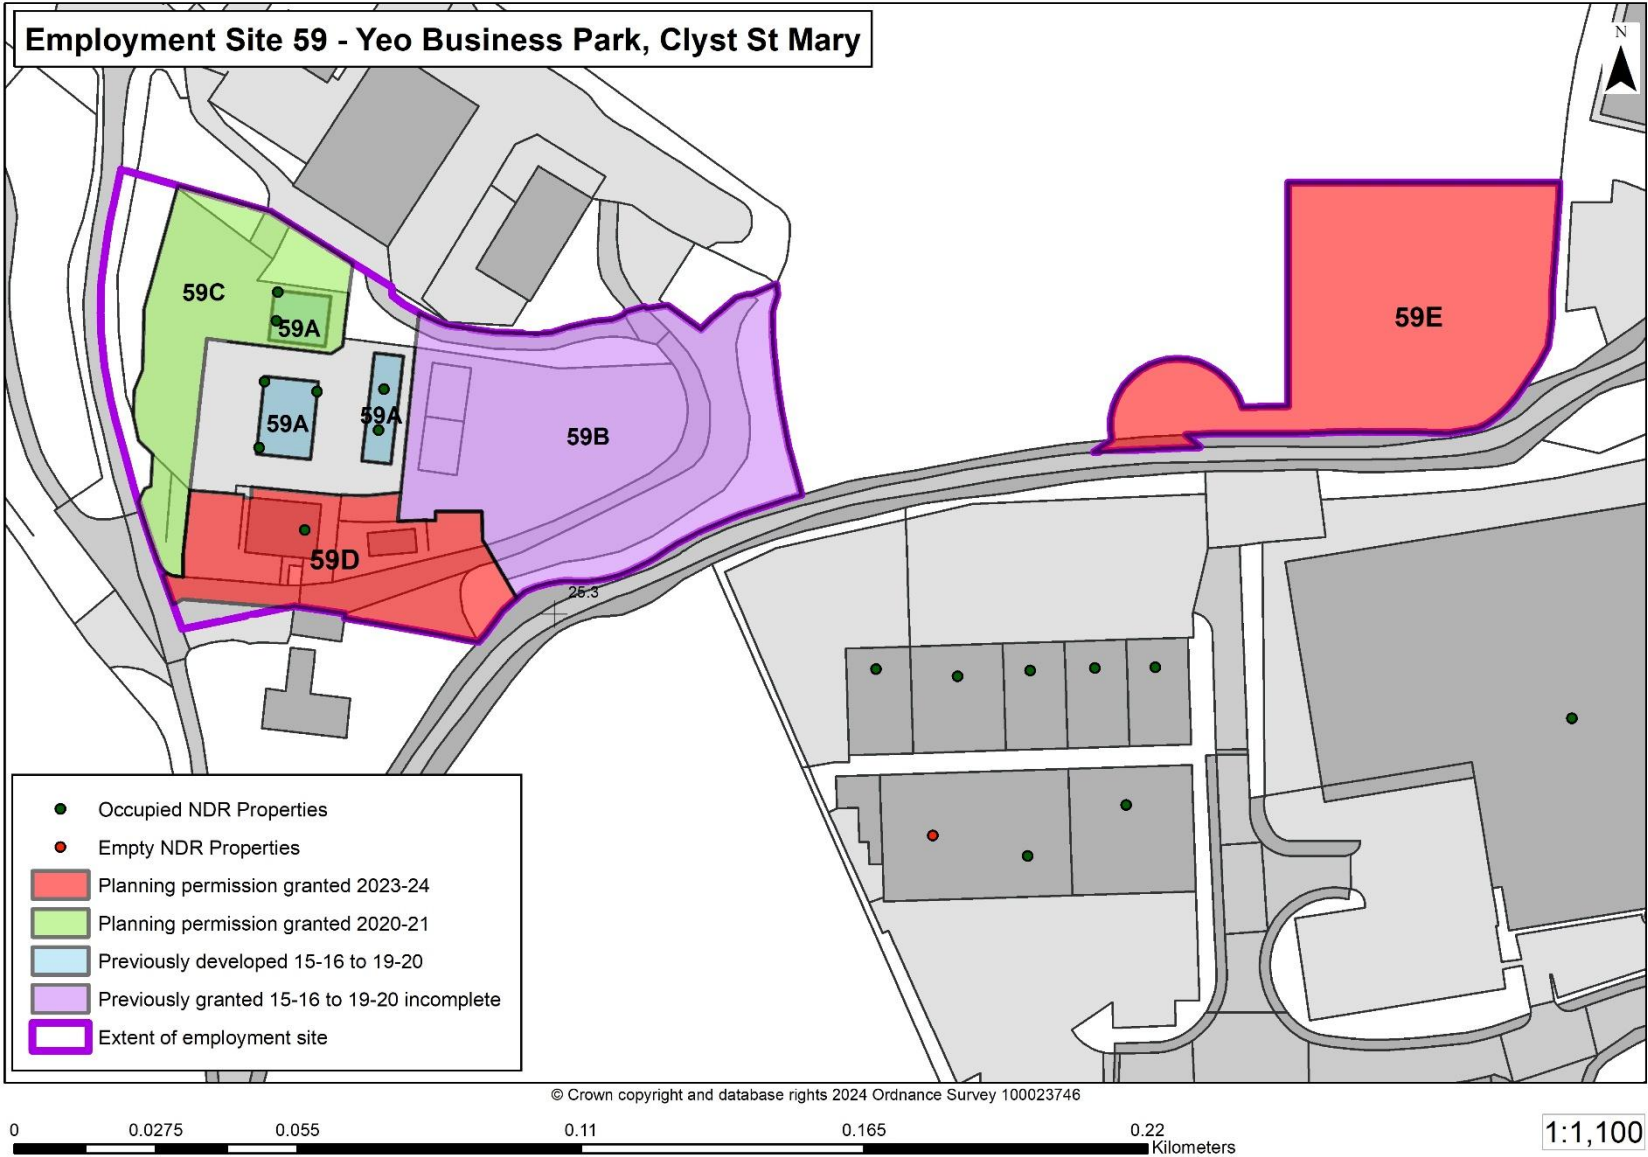 Employment Site 59 - Yeo Business Park, Clyst St Mary
N
59C
59A
59E
59A
59A
59B
59D
25.3
Occupied NDR Properties
Empty NDR Properties
Planning permission granted 2023-24
Planning permission granted 2020-21
Previously developed 15-16 to 19-20
Previously granted 15-16 to 19-20 incomplete
Extent of employment site
© Crown copyright and database rights 2024 Ordnance Survey 100023746
0 0.0275 0.055 0.11 0.165 0.22
Kilometers
1:1,100